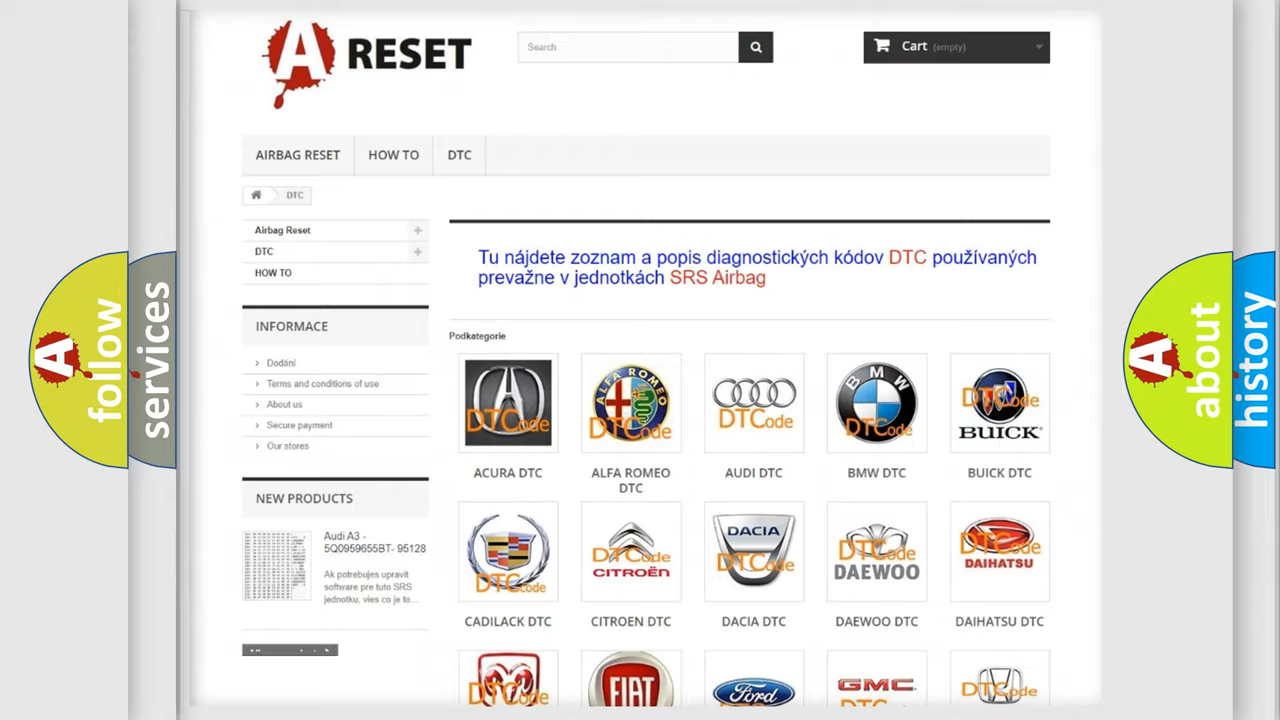 A RESET
Search
Cart (empty)
AIRBAG RESET
HOW TO
DTC
DTC
Airbag Reset
DTC
HOW TO
INFORMACE
Dodání
Terms and conditions of use
About us
Secure payment
Our stores
NEW PRODUCTS
Audi A3 -
5Q0959655BT- 95128
Ak potrebujes upravit
software pre tuto SRS
jednotku, vies co je to...
Tu nájdete zoznam a popis diagnostických kódov DTC používaných
prevažne v jednotkách SRS Airbag
Podkategorie
DTCode
ALFA ROMEO
DTCode
DTCode
BMW
DTCode
DTCode
BUICK
ACURA DTC
ALFA ROMEO
DTC
AUDI DTC
BMW DTC
BUICK DTC
DTCode
DTCode
CITROËN
DACIA
DTCode
DTCode
DAEWOO
DTCode
DAIHATSU
CADILACK DTC
CITROEN DTC
DACIA DTC
DAEWOO DTC
DAIHATSU DTC
DTCode
FIAT
Ford
GMC
DTCode
A follow
services
A about
history